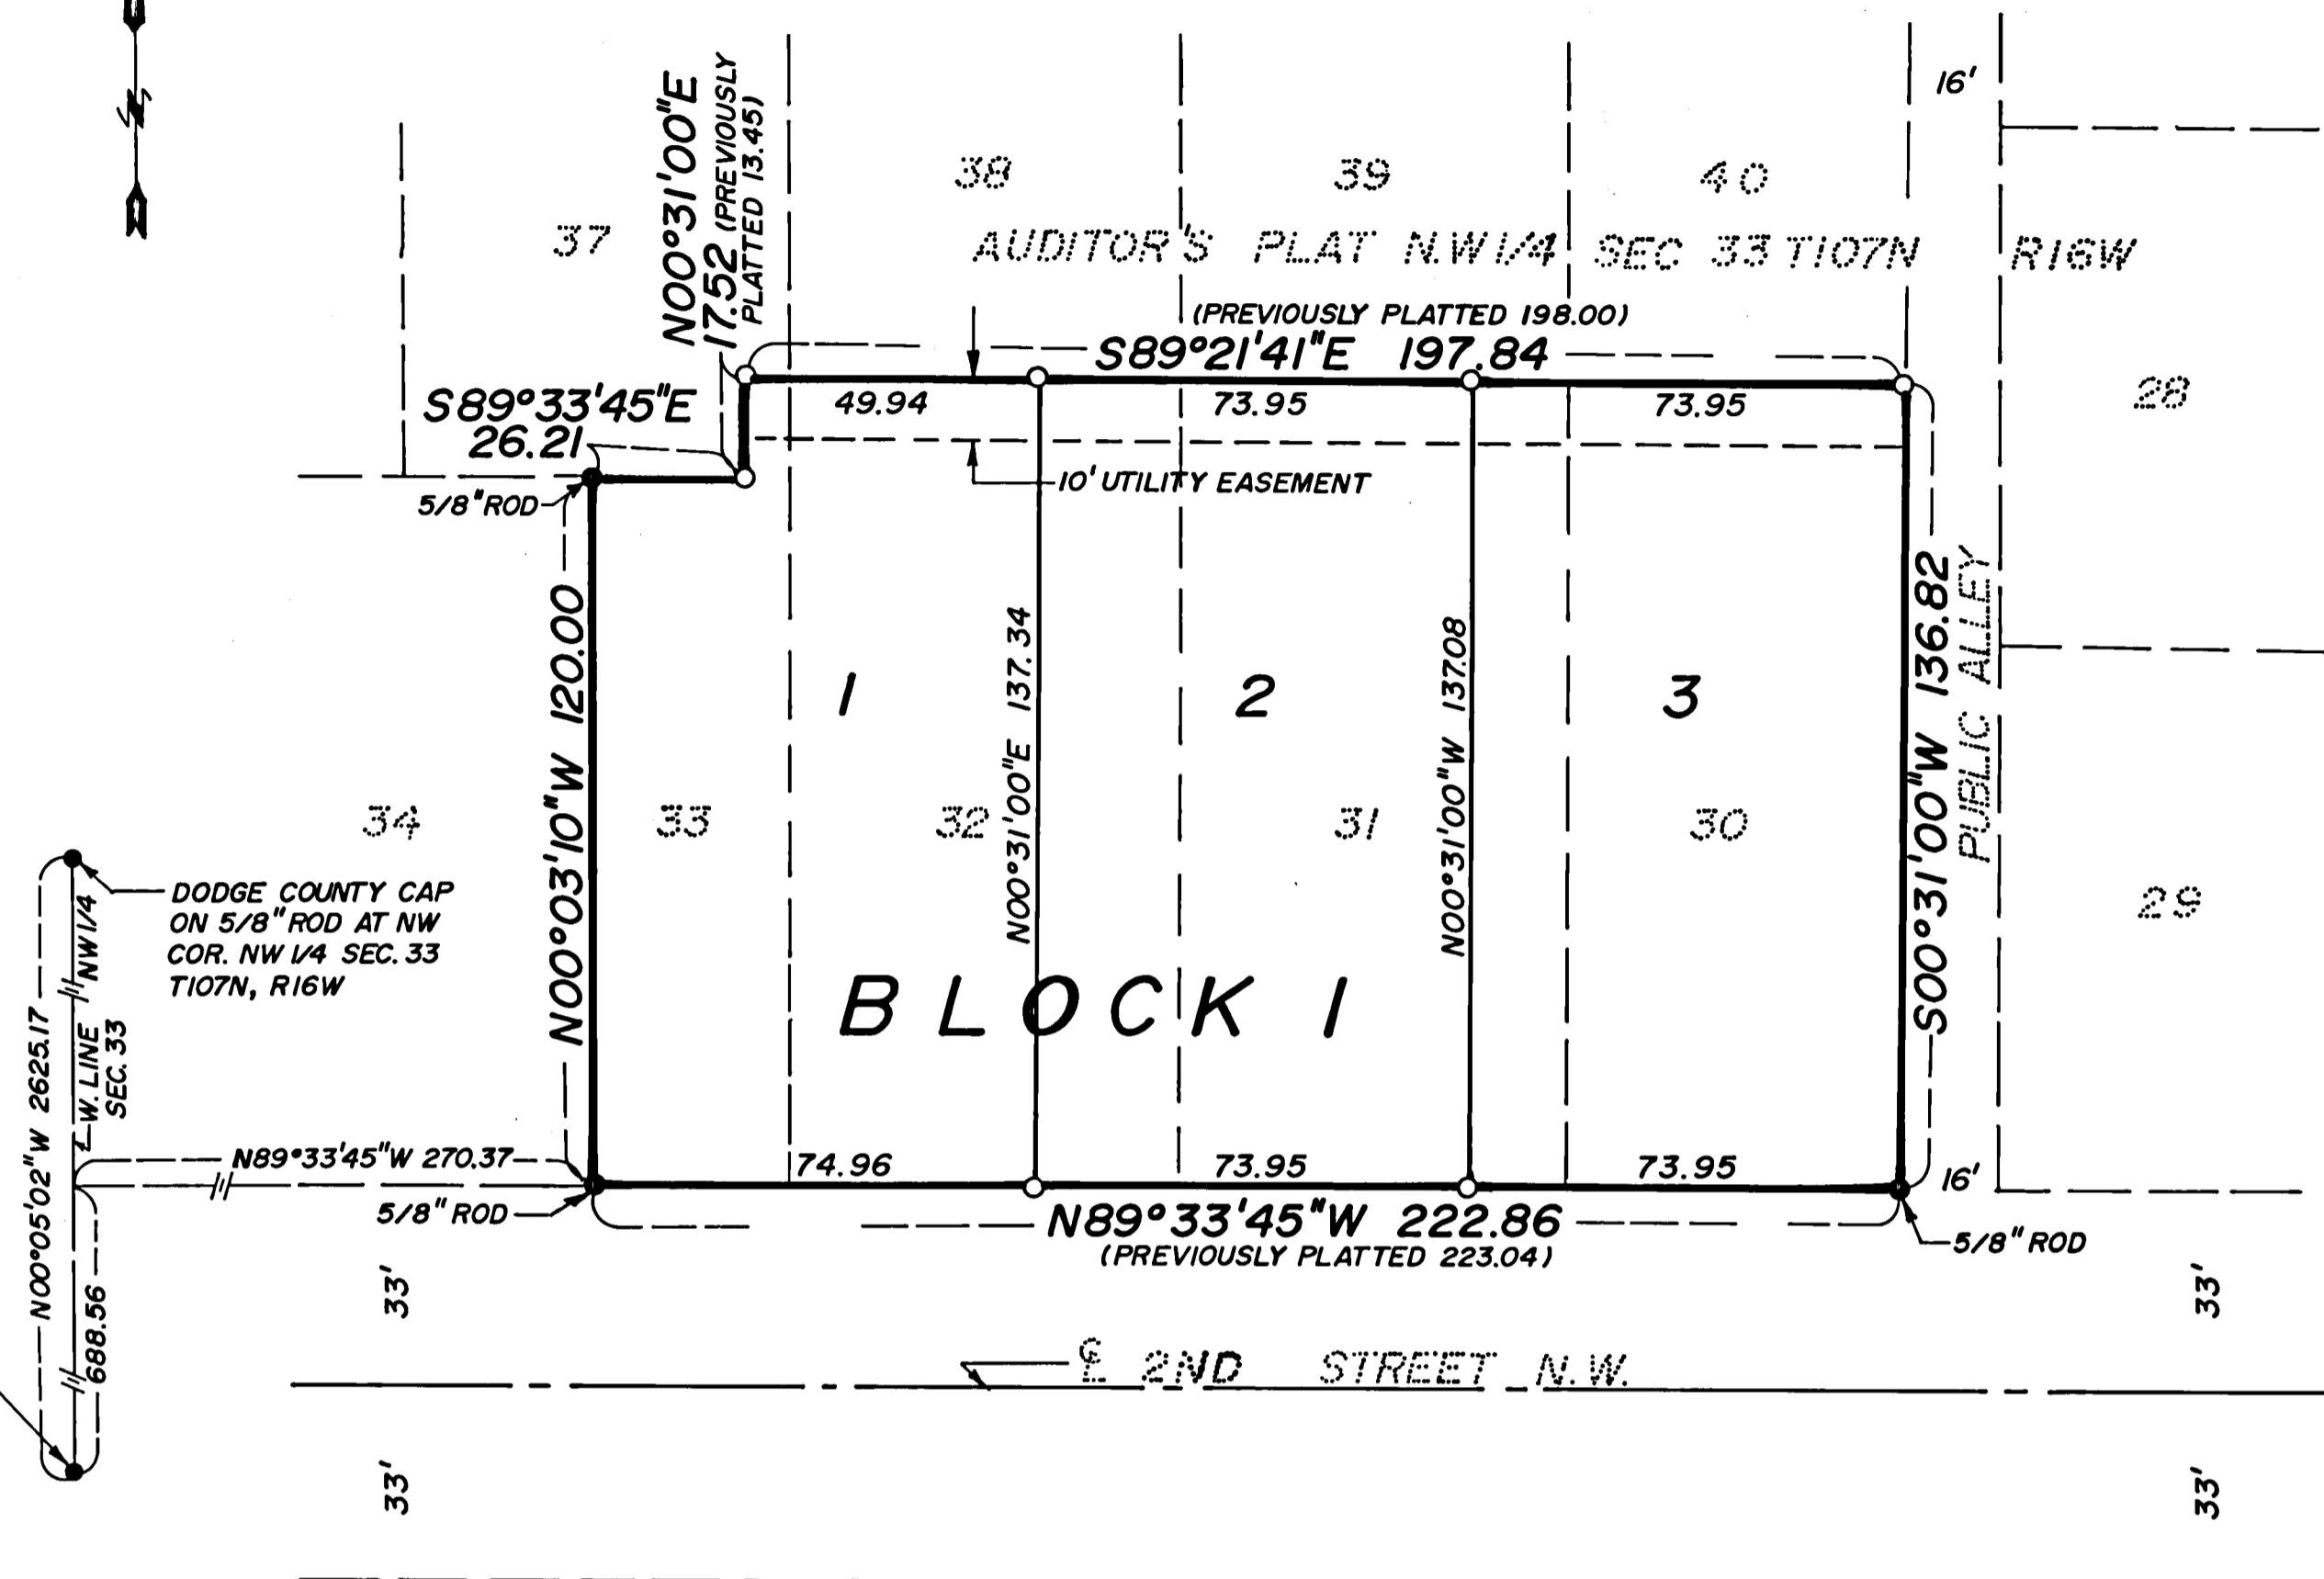 N
16'
N00°31'00"E
17.52 (PREVIOUSLY
PLATTED 13.45)
37
38
39
40
AUDITOR'S PLAT N.W 1/4 SEC 33 T107N R16W
(PREVIOUSLY PLATTED 198.00)
S89°21'41"E 197.84
S89°33'45"E
26.21
49.94
73.95
73.95
28
5/8" ROD
10' UTILITY EASEMENT
N00°03'10"W 120.00
N00°31'00"E 137.34
N00°31'00"W 137.08
S00°31'00"W 136.82
PUBLIC ALLEY
1
2
3
34
33
32
31
30
29
DODGE COUNTY CAP
ON 5/8" ROD AT NW
COR. NW 1/4 SEC. 33
T107N, R16W
BLOCK 1
N00°05'02"W 2625.17
W. LINE NW 1/4
SEC. 33
688.56
N89°33'45"W 270.37
74.96
73.95
73.95
16'
5/8" ROD
N89°33'45"W 222.86
(PREVIOUSLY PLATTED 223.04)
5/8" ROD
33'
33'
℄ 2ND STREET N.W.
33'
33'